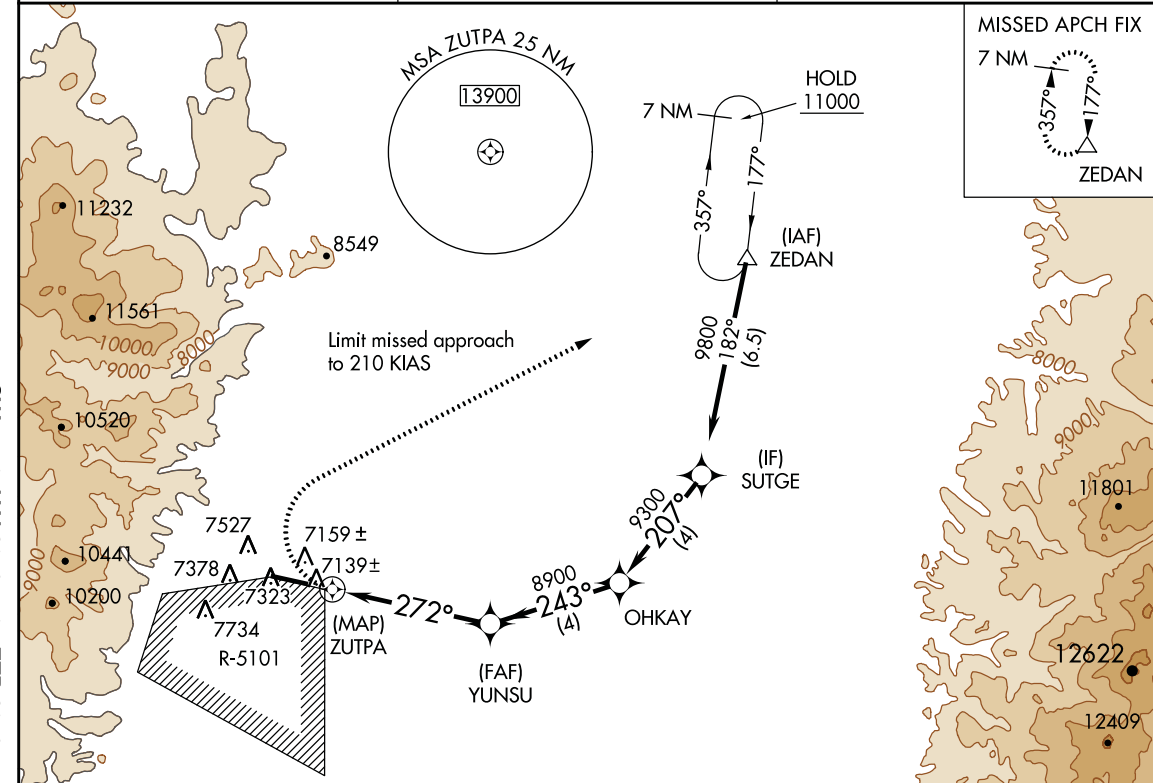 MSA ZUTPA 25 NM
13900
MISSED APCH FIX
7 NM
357°
177°
ZEDAN
HOLD
11000
7 NM
357°
177°
(IAF)
ZEDAN
11232
8549
11561
10000
9000
8000
Limit missed approach
to 210 KIAS
9800
182°
(6.5)
8000
9000
10520
(IF)
SUTGE
11801
9300
207°
(4)
7527
7159 ±
7139±
7378
7323
10441
9000
10200
7734
R-5101
(MAP)
ZUTPA
272°
8900
243°
(4)
OHKAY
(FAF)
YUNSU
12622
12409